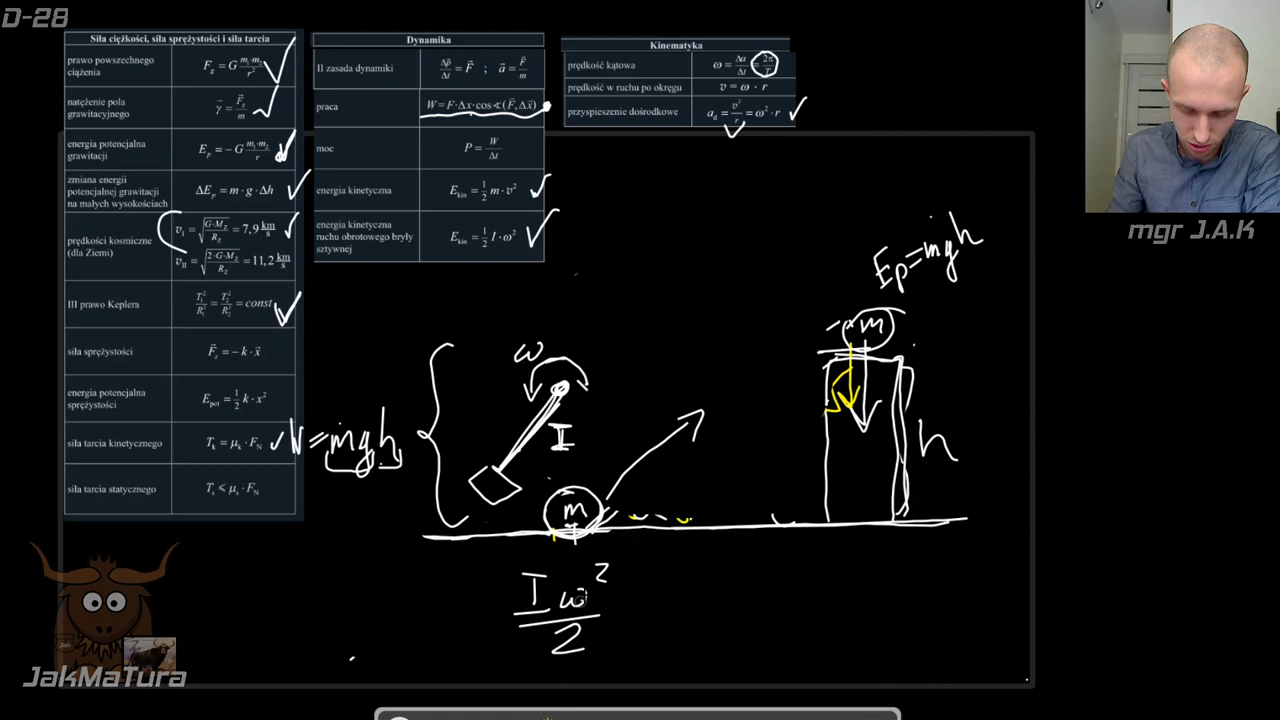 D-28
Siła ciężkości, siła sprężystości i siła tarcia
prawo powszechnego ciążenia F_g = G m₁·m₂/r²
natężenie pola grawitacyjnego γ⃗ = F⃗_g/m
energia potencjalna grawitacji E_p = −G m₁·m₂/r
zmiana energii potencjalnej grawitacji na małych wysokościach ΔE_p = m·g·Δh
prędkości kosmiczne (dla Ziemi) v_I = √(G·M_Z/R_Z) = 7,9 km/s
v_II = √(2·G·M_Z/R_Z) = 11,2 km/s
III prawo Keplera T₁²/R₁³ = T₂²/R₂³ = const
siła sprężystości F⃗_s = −k·x⃗
energia potencjalna sprężystości E_pot = 1/2 k·x²
siła tarcia kinetycznego T_k = μ_k·F_N
siła tarcia statycznego T_s ⩽ μ_s·F_N
Dynamika
II zasada dynamiki Δp⃗/Δt = F⃗ ; a⃗ = F⃗/m
praca W = F·Δx·cos∢(F⃗,Δx⃗)
moc P = W/Δt
energia kinetyczna E_kin = 1/2 m·v²
energia kinetyczna ruchu obrotowego bryły sztywnej E_kin = 1/2 I·ω²
Kinematyka
prędkość kątowa ω = Δα/Δt = 2π/T
prędkość w ruchu po okręgu v = ω·r
przyspieszenie dośrodkowe a_d = v²/r = ω²·r
mgr J.A.K
Ep=mgh
m
ω
I
W=mgh
h
m
Iω²/2
JakMaTura